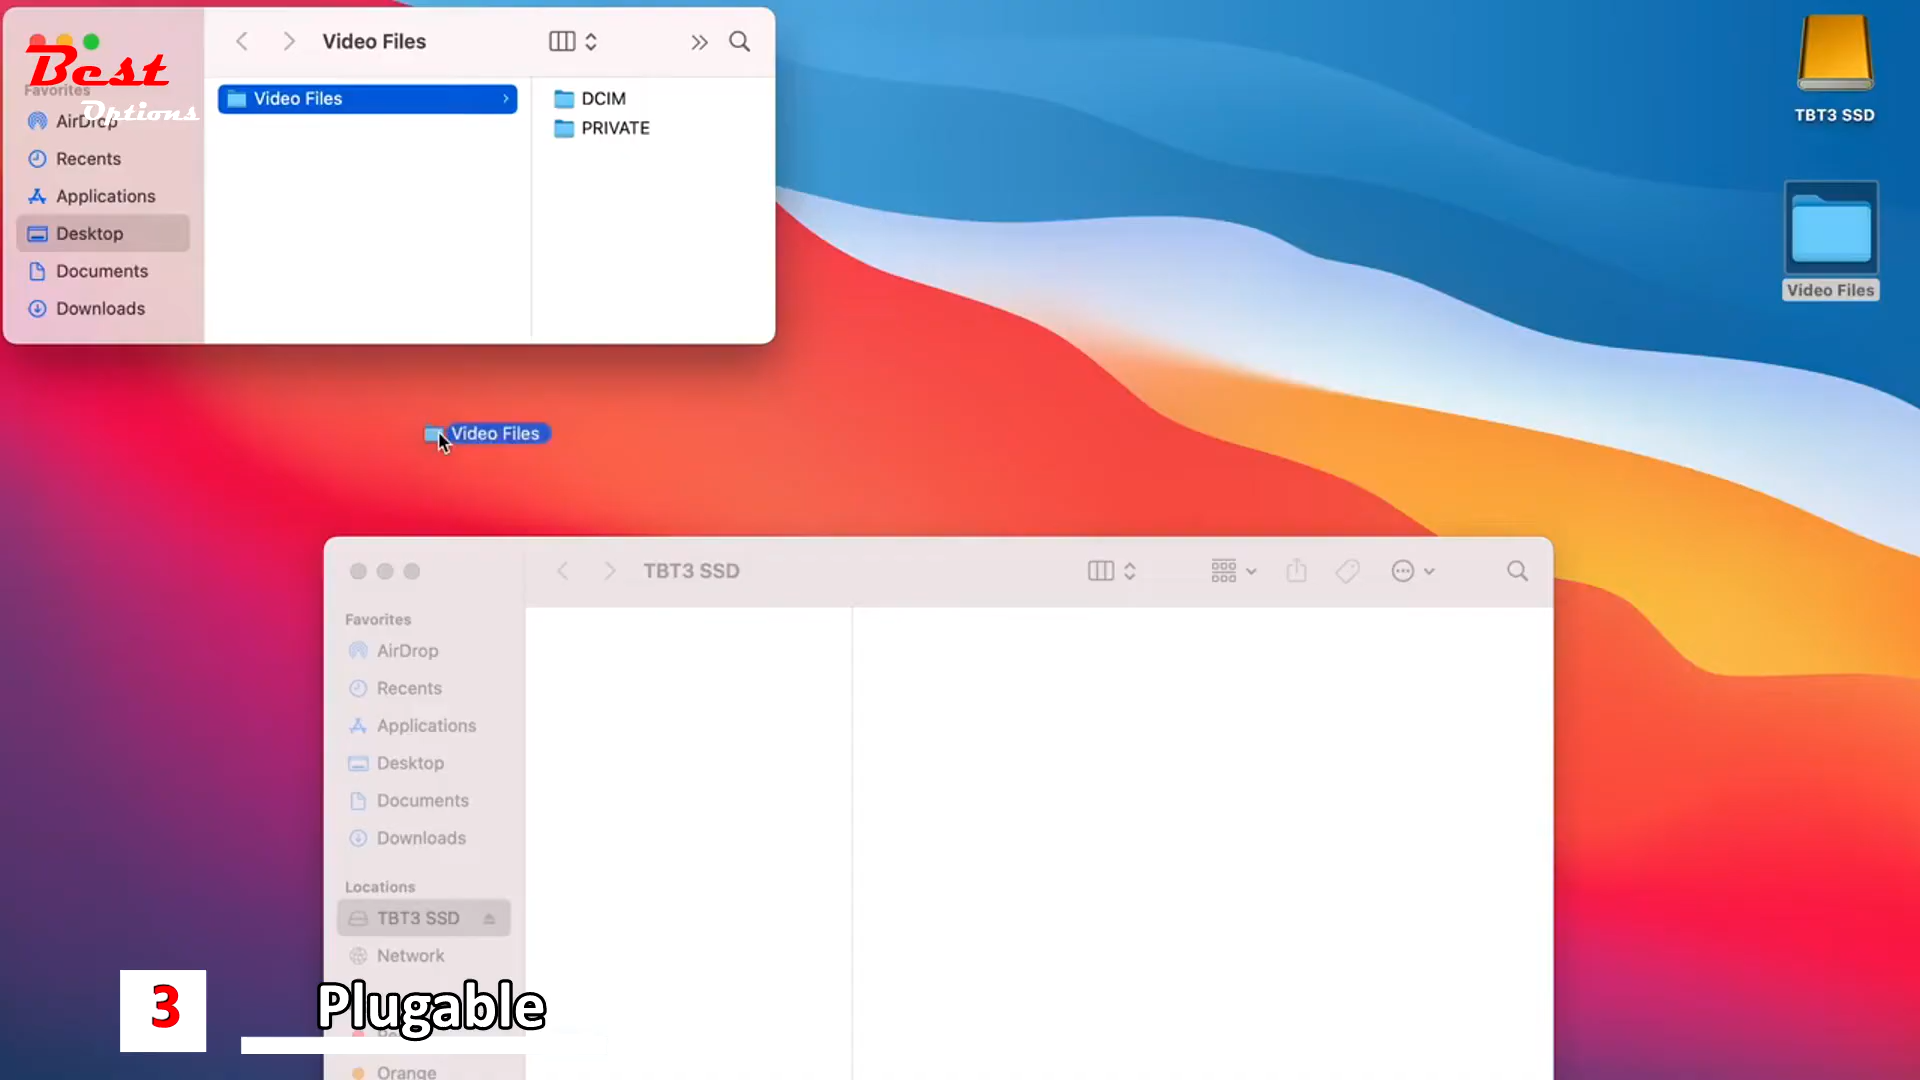 Best
Options
Video Files
Favorites
AirDrop
Recents
Applications
Desktop
Documents
Downloads
Video Files
DCIM
PRIVATE
TBT3 SSD
Video Files
Video Files
TBT3 SSD
Favorites
AirDrop
Recents
Applications
Desktop
Documents
Downloads
Locations
TBT3 SSD
Network
Orange
3
Plugable